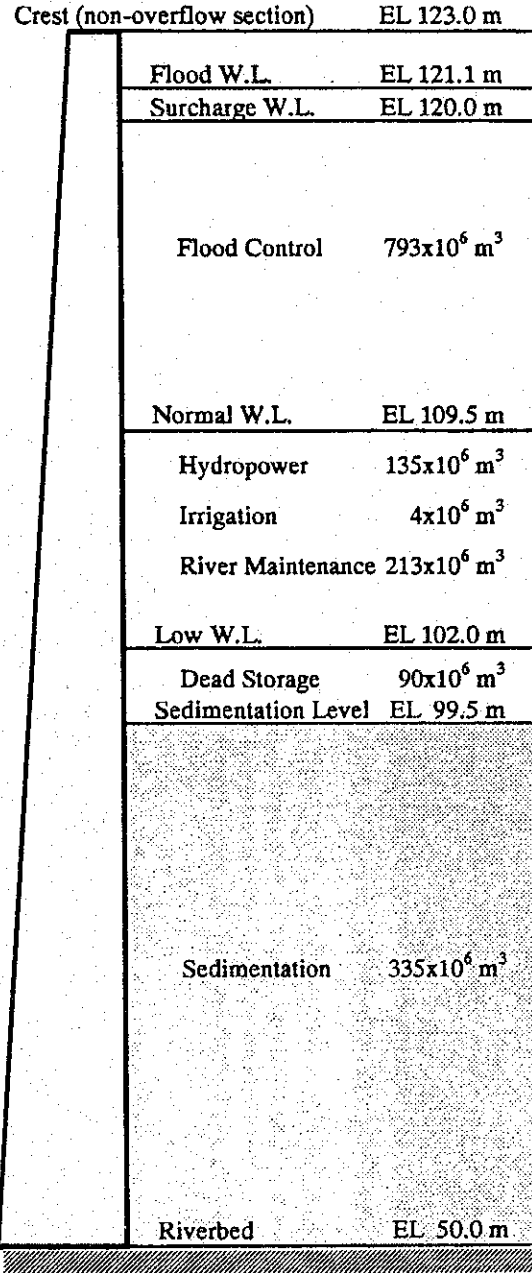 Crest (non-overflow section) EL 123.0 m
Flood W.L. EL 121.1 m
Surcharge W.L. EL 120.0 m
Flood Control 793x10⁶ m³
Normal W.L. EL 109.5 m
Hydropower 135x10⁶ m³
Irrigation 4x10⁶ m³
River Maintenance 213x10⁶ m³
Low W.L. EL 102.0 m
Dead Storage 90x10⁶ m³
Sedimentation Level EL 99.5 m
Sedimentation 335x10⁶ m³
Riverbed EL 50.0 m